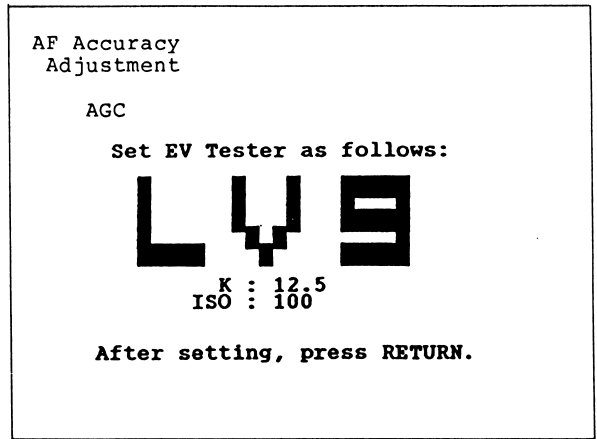 AF Accuracy
Adjustment
AGC
Set EV Tester as follows:
LV9
K : 12.5
ISO : 100
After setting, press RETURN.